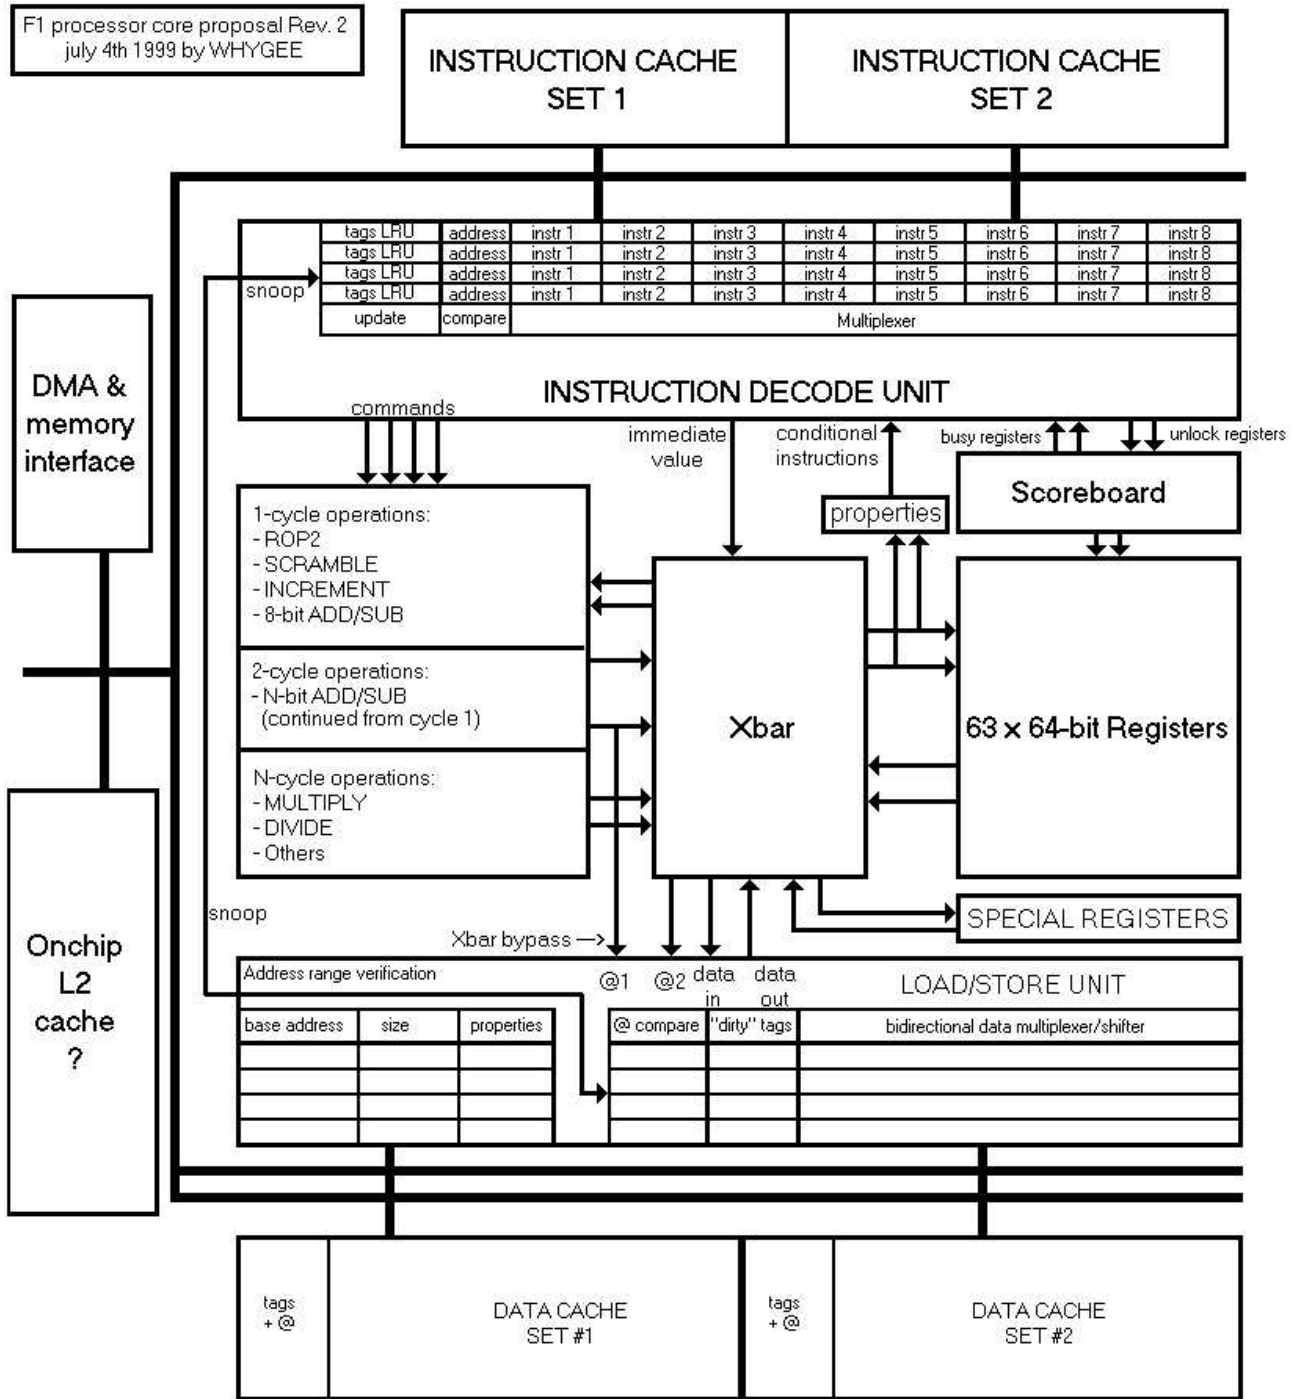 F1 processor core proposal Rev. 2
july 4th 1999 by WHYGEE
INSTRUCTION CACHE
SET 1
INSTRUCTION CACHE
SET 2
tags LRU address instr 1 instr 2 instr 3 instr 4 instr 5 instr 6 instr 7 instr 8
tags LRU address instr 1 instr 2 instr 3 instr 4 instr 5 instr 6 instr 7 instr 8
tags LRU address instr 1 instr 2 instr 3 instr 4 instr 5 instr 6 instr 7 instr 8
tags LRU address instr 1 instr 2 instr 3 instr 4 instr 5 instr 6 instr 7 instr 8
snoop
update compare Multiplexer
INSTRUCTION DECODE UNIT
DMA &
memory
interface
commands
immediate
value
conditional
instructions
busy registers
unlock registers
Scoreboard
properties
1-cycle operations:
- ROP2
- SCRAMBLE
- INCREMENT
- 8-bit ADD/SUB
2-cycle operations:
- N-bit ADD/SUB
(continued from cycle 1)
N-cycle operations:
- MULTIPLY
- DIVIDE
- Others
Xbar
63 x 64-bit Registers
SPECIAL REGISTERS
Onchip
L2
cache
?
snoop
Xbar bypass —>
Address range verification
@1 @2 data in data out
LOAD/STORE UNIT
base address size properties
@ compare "dirty" tags bidirectional data multiplexer/shifter
tags
+ @
DATA CACHE
SET #1
tags
+ @
DATA CACHE
SET #2